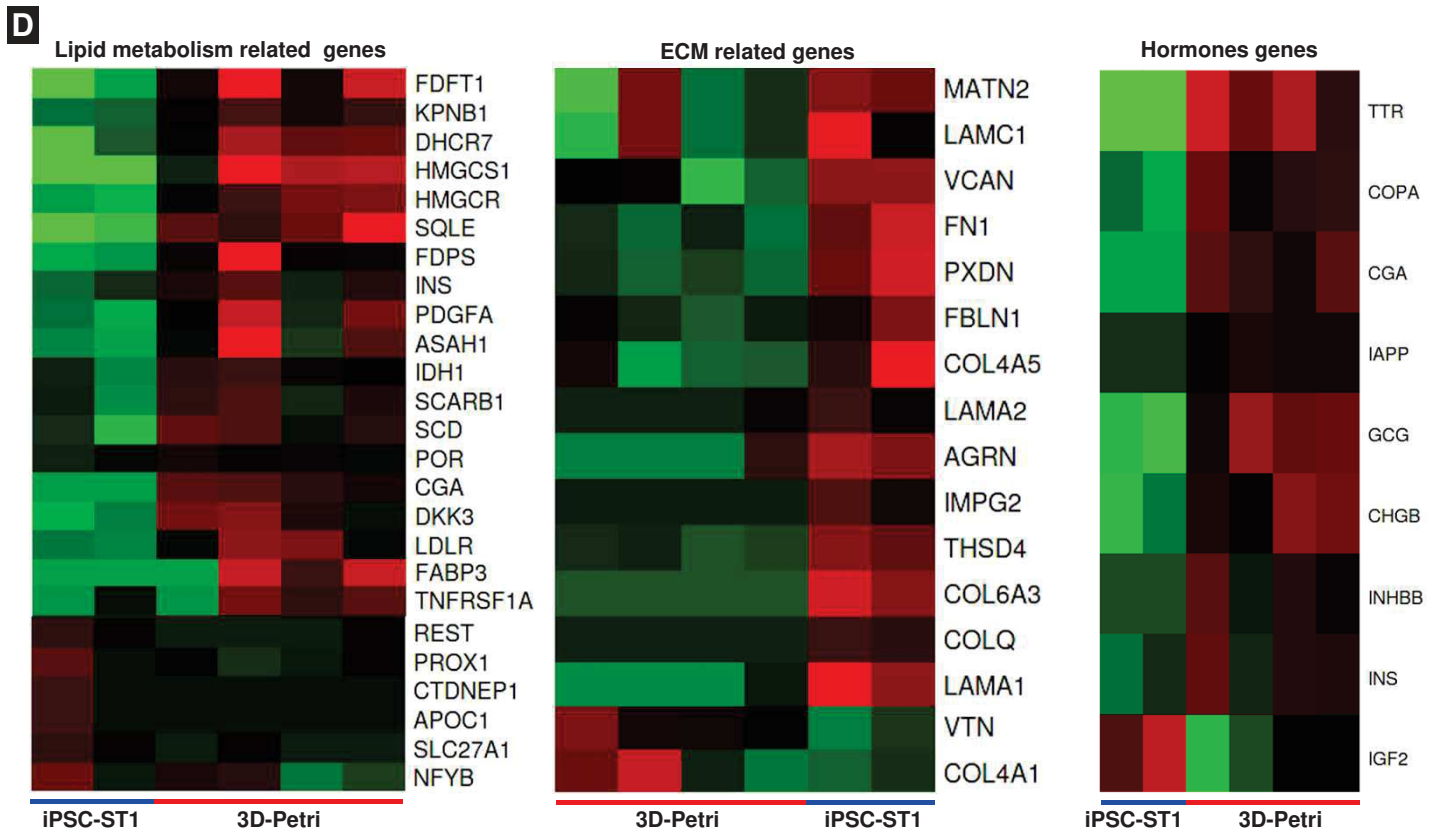 D
Lipid metabolism related genes
FDFT1
KPNB1
DHCR7
HMGCS1
HMGCR
SQLE
FDPS
INS
PDGFA
ASAH1
IDH1
SCARB1
SCD
POR
CGA
DKK3
LDLR
FABP3
TNFRSF1A
REST
PROX1
CTDNEP1
APOC1
SLC27A1
NFYB
iPSC-ST1 3D-Petri
ECM related genes
MATN2
LAMC1
VCAN
FN1
PXDN
FBLN1
COL4A5
LAMA2
AGRN
IMPG2
THSD4
COL6A3
COLQ
LAMA1
VTN
COL4A1
3D-Petri iPSC-ST1
Hormones genes
TTR
COPA
CGA
IAPP
GCG
CHGB
INHBB
INS
IGF2
iPSC-ST1 3D-Petri